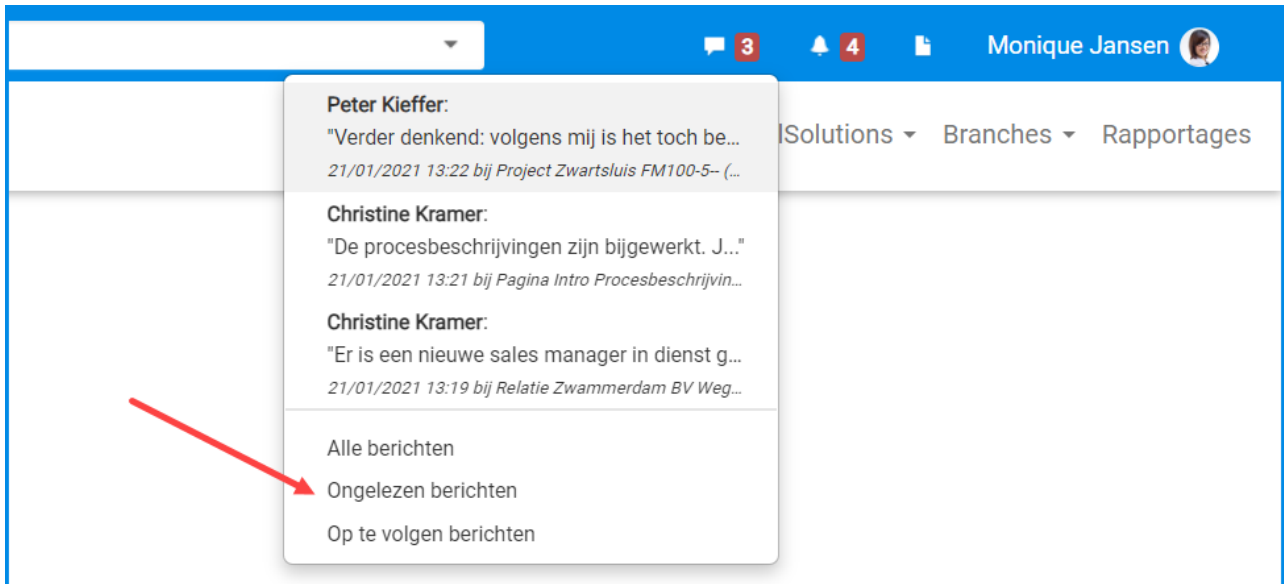 3 4 Monique Jansen
lSolutions Branches Rapportages
Peter Kieffer:
"Verder denkend: volgens mij is het toch be...
21/01/2021 13:22 bij Project Zwartsluis FM100-5-- (...
Christine Kramer:
"De procesbeschrijvingen zijn bijgewerkt. J..."
21/01/2021 13:21 bij Pagina Intro Procesbeschrijvin...
Christine Kramer:
"Er is een nieuwe sales manager in dienst g...
21/01/2021 13:19 bij Relatie Zwammerdam BV Weg...
Alle berichten
Ongelezen berichten
Op te volgen berichten